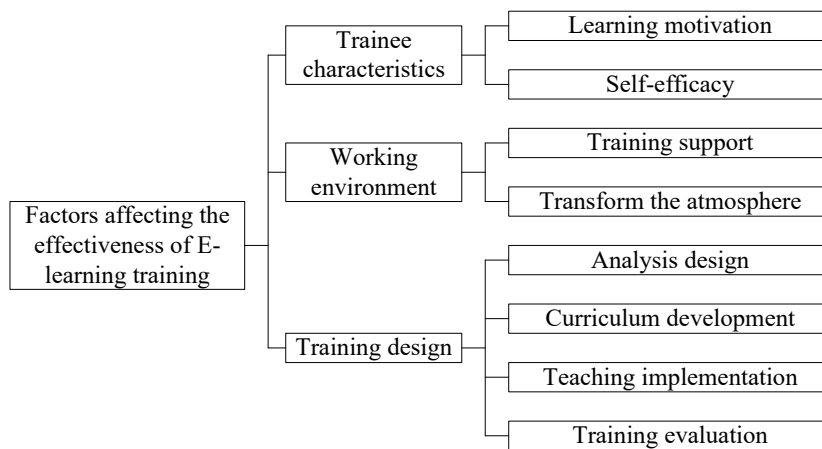 Factors affecting the
effectiveness of E-
learning training
Trainee
characteristics
Learning motivation
Self-efficacy
Working
environment
Training support
Transform the atmosphere
Training design
Analysis design
Curriculum development
Teaching implementation
Training evaluation